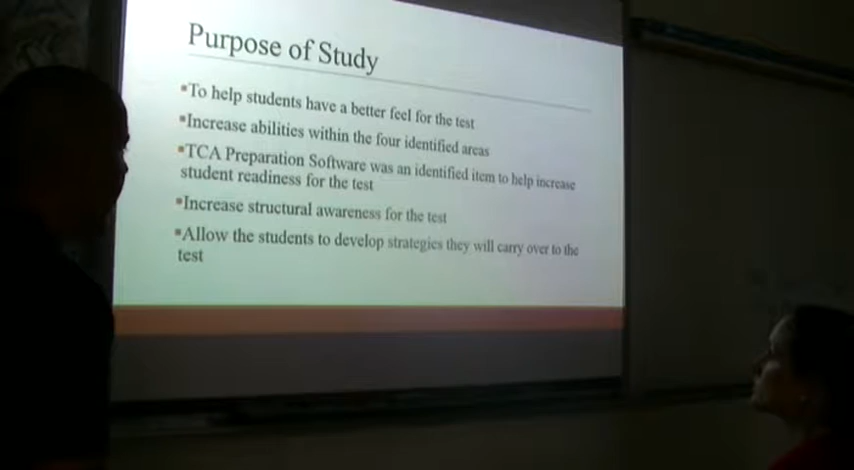 Purpose of Study
▪To help students have a better feel for the test
▪Increase abilities within the four identified areas
▪TCA Preparation Software was an identified item to help increase
student readiness for the test
▪Increase structural awareness for the test
▪Allow the students to develop strategies they will carry over to the
test